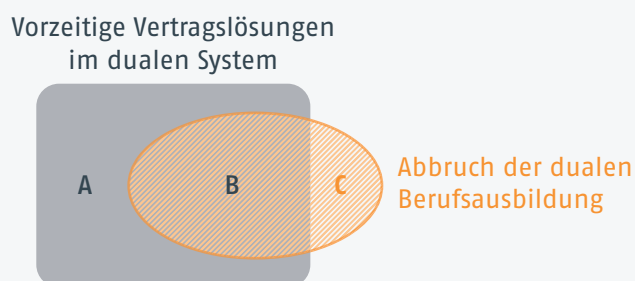 Vorzeitige Vertragslösungen
im dualen System
A
B
C
Abbruch der dualen
Berufsausbildung